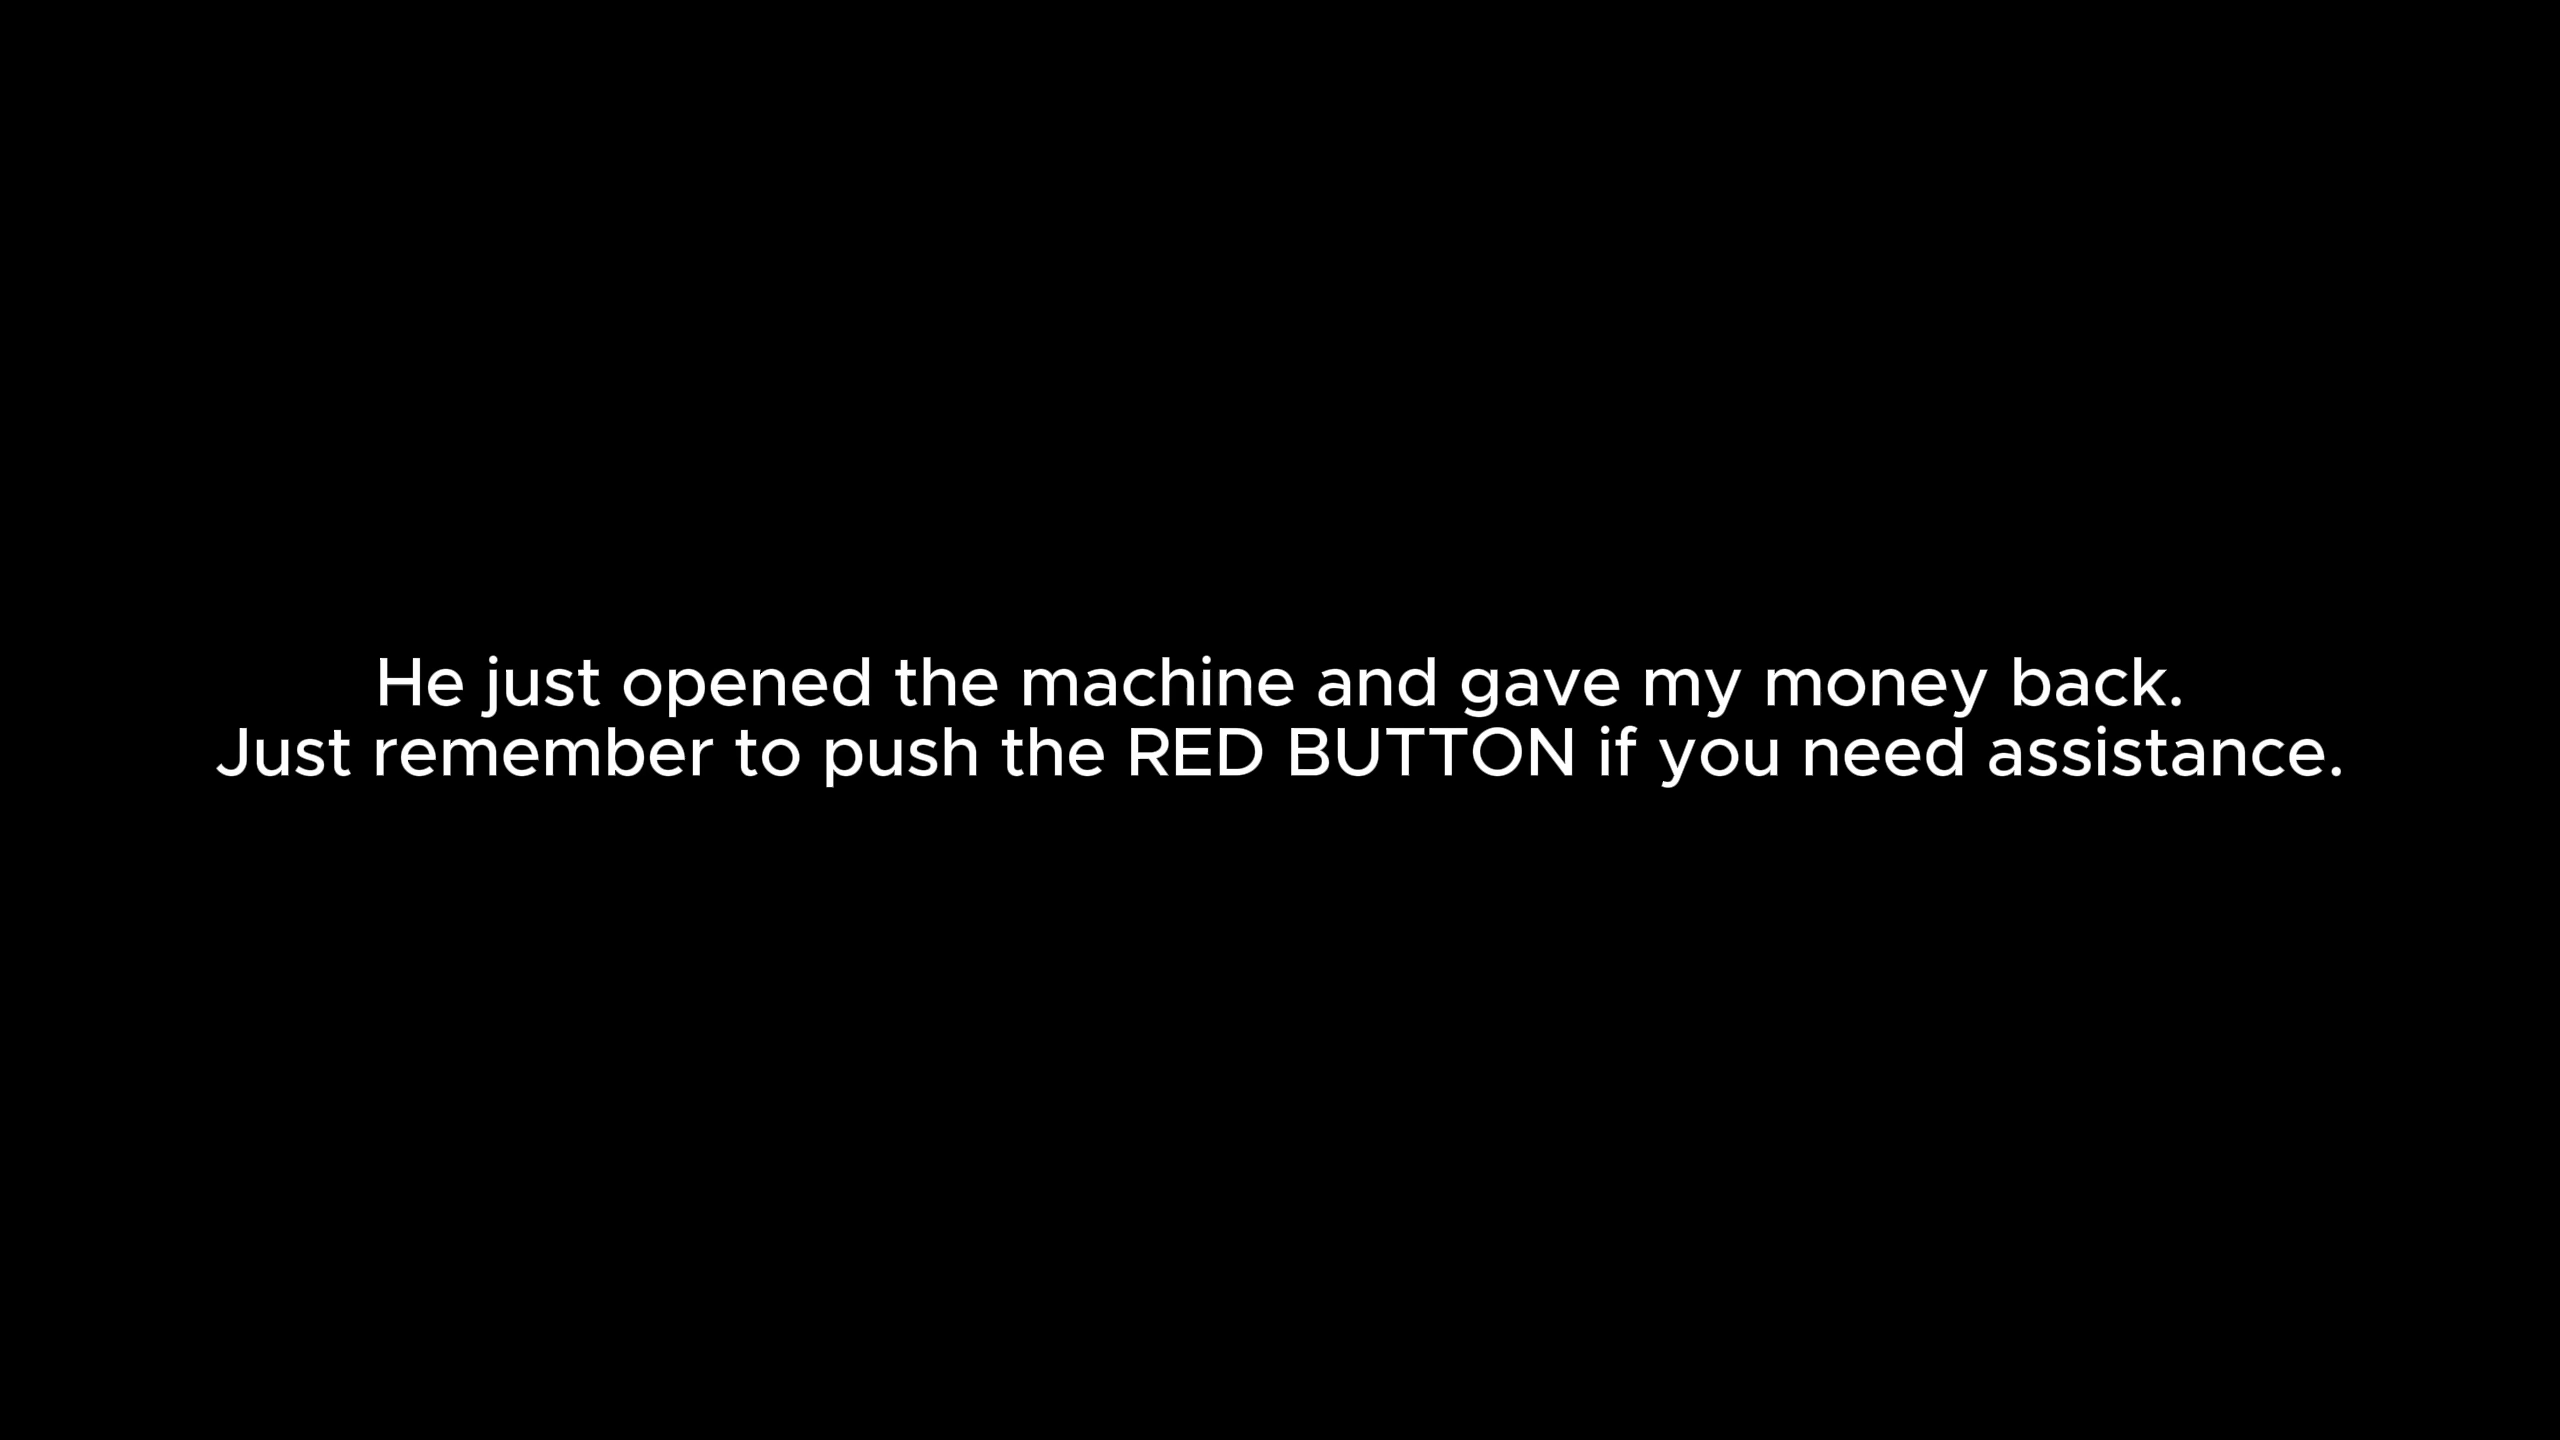 He just opened the machine and gave my money back.
Just remember to push the RED BUTTON if you need assistance.